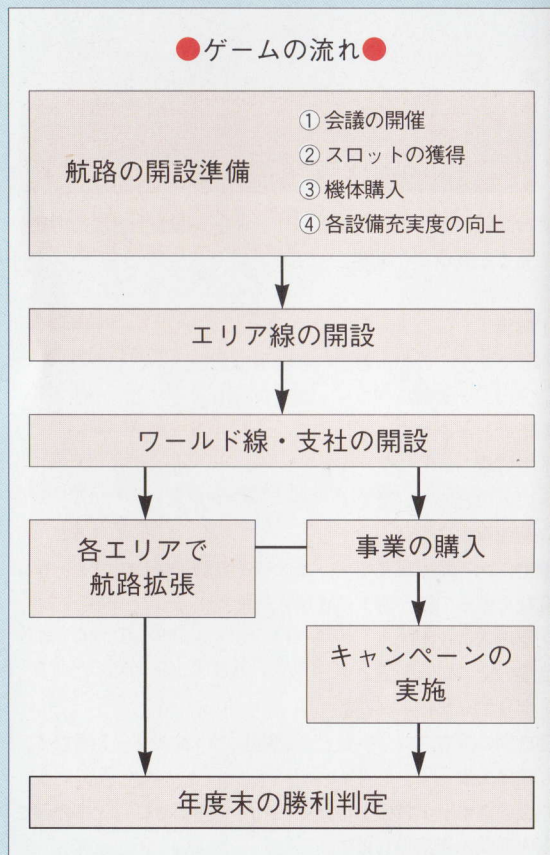 ●ゲームの流れ●
航路の開設準備
① 会議の開催
② スロットの獲得
③ 機体購入
④ 各設備充実度の向上
エリア線の開設
ワールド線・支社の開設
各エリアで
航路拡張
事業の購入
キャンペーンの
実施
年度末の勝利判定